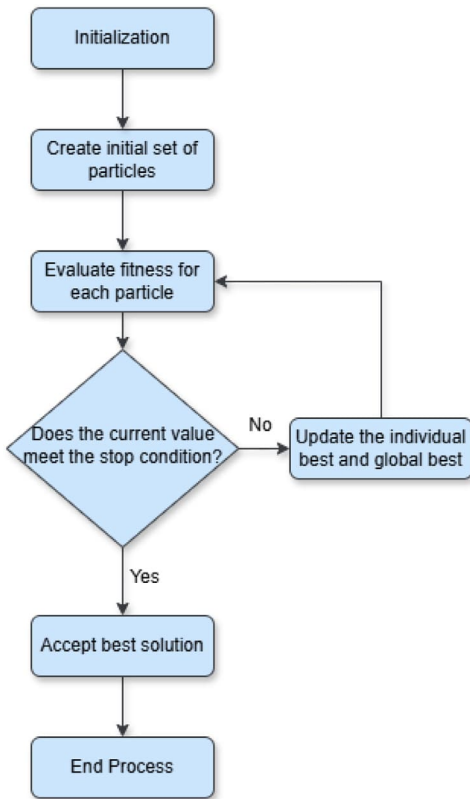 Initialization
Create initial set of
particles
Evaluate fitness for
each particle
Does the current value
meet the stop condition?
No
Update the individual
best and global best
Yes
Accept best solution
End Process